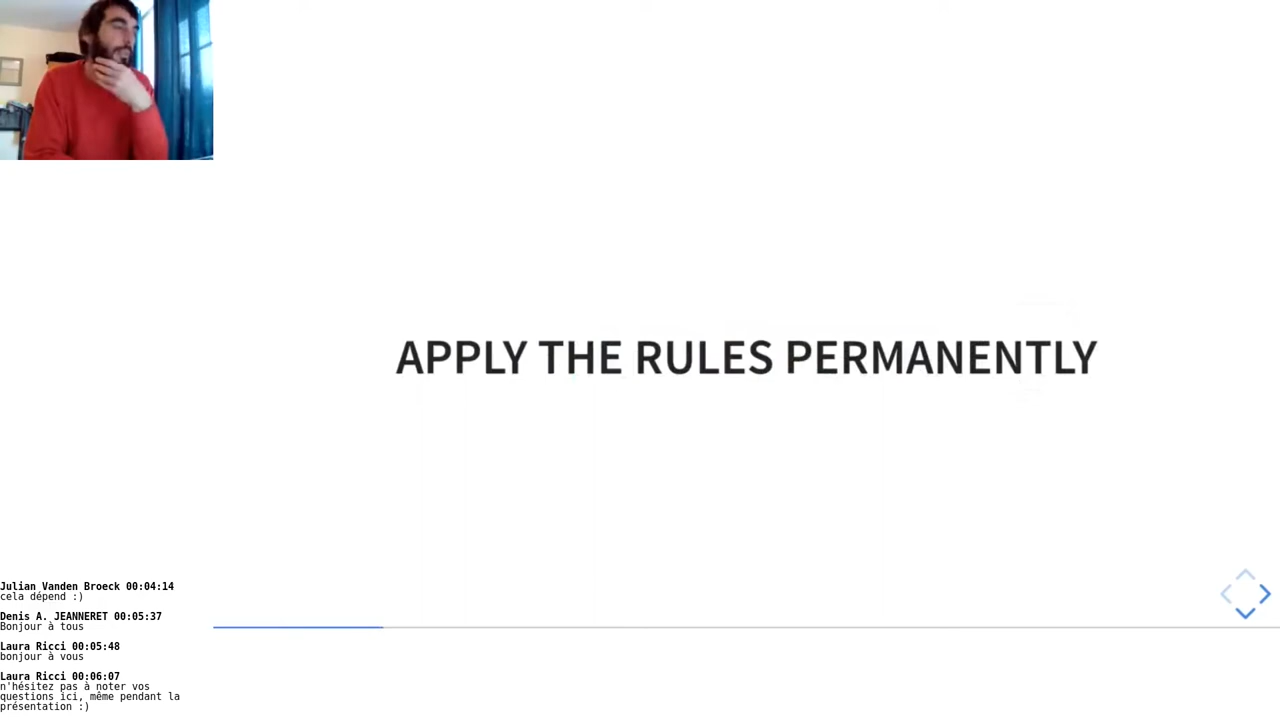 APPLY THE RULES PERMANENTLY
Julian Vanden Broeck 00:04:14
cela dépend :)
Denis A. JEANNERET 00:05:37
Bonjour à tous
Laura Ricci 00:05:48
bonjour à vous
Laura Ricci 00:06:07
n'hésitez pas à noter vos
questions ici, même pendant la
présentation :)